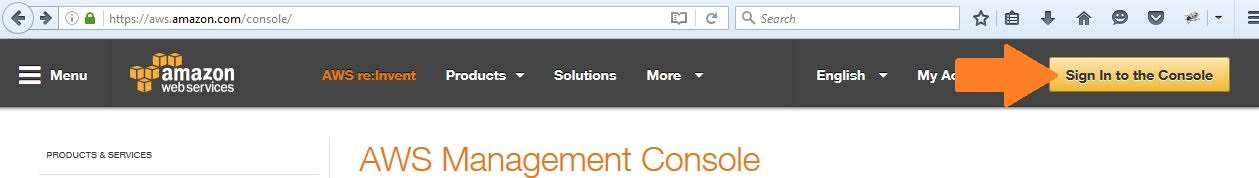 https://aws.amazon.com/console/
Search
Menu
amazon
webservices
AWS re:Invent
Products
Solutions
More
English
My
Sign In to the Console
PRODUCTS & SERVICES
AWS Management Console